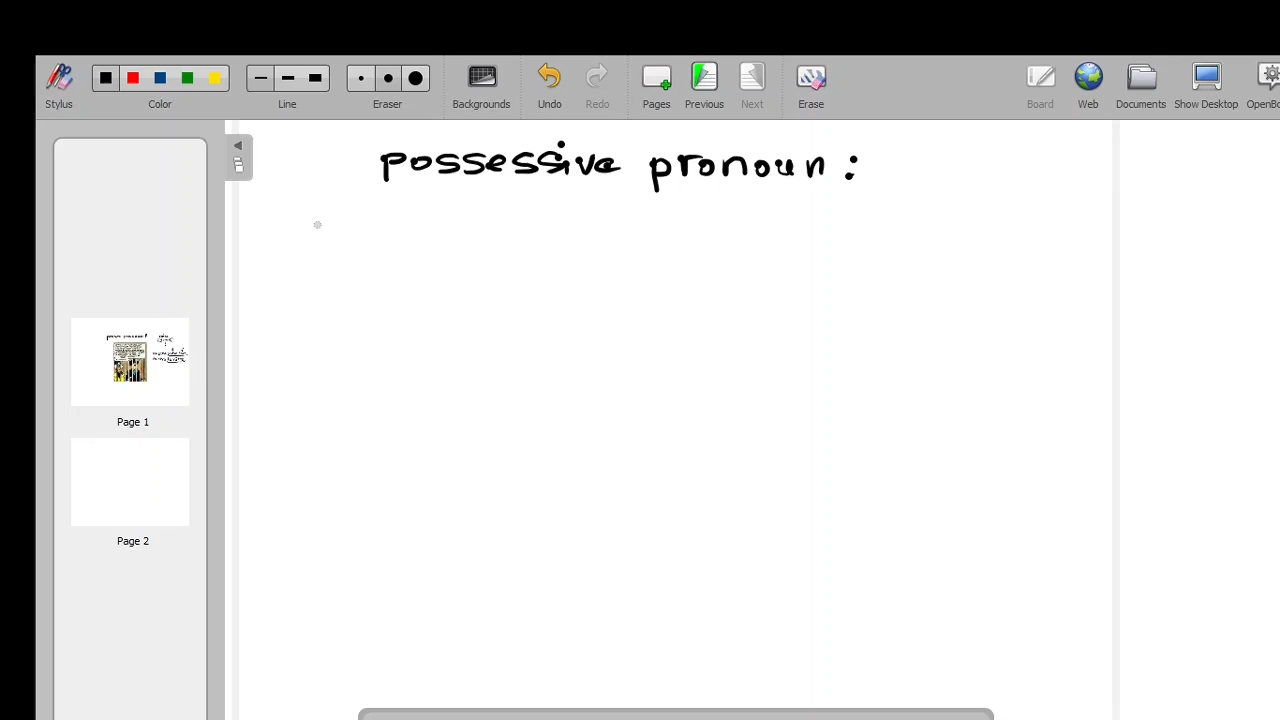 Stylus
Color
Line
Eraser
Backgrounds
Undo
Redo
Pages
Previous
Next
Erase
Board
Web
Documents
Show Desktop
possessive pronoun :
Page 1
Page 2